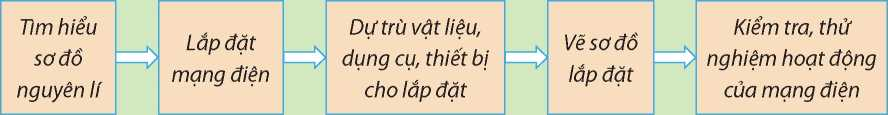 Tìm hiểu
sơ đồ
nguyên lí
Lắp đặt
mạng điện
Dự trù vật liệu,
dụng cụ, thiết bị
cho lắp đặt
Vẽ sơ đồ
lắp đặt
Kiểm tra, thử
nghiệm hoạt động
của mạng điện